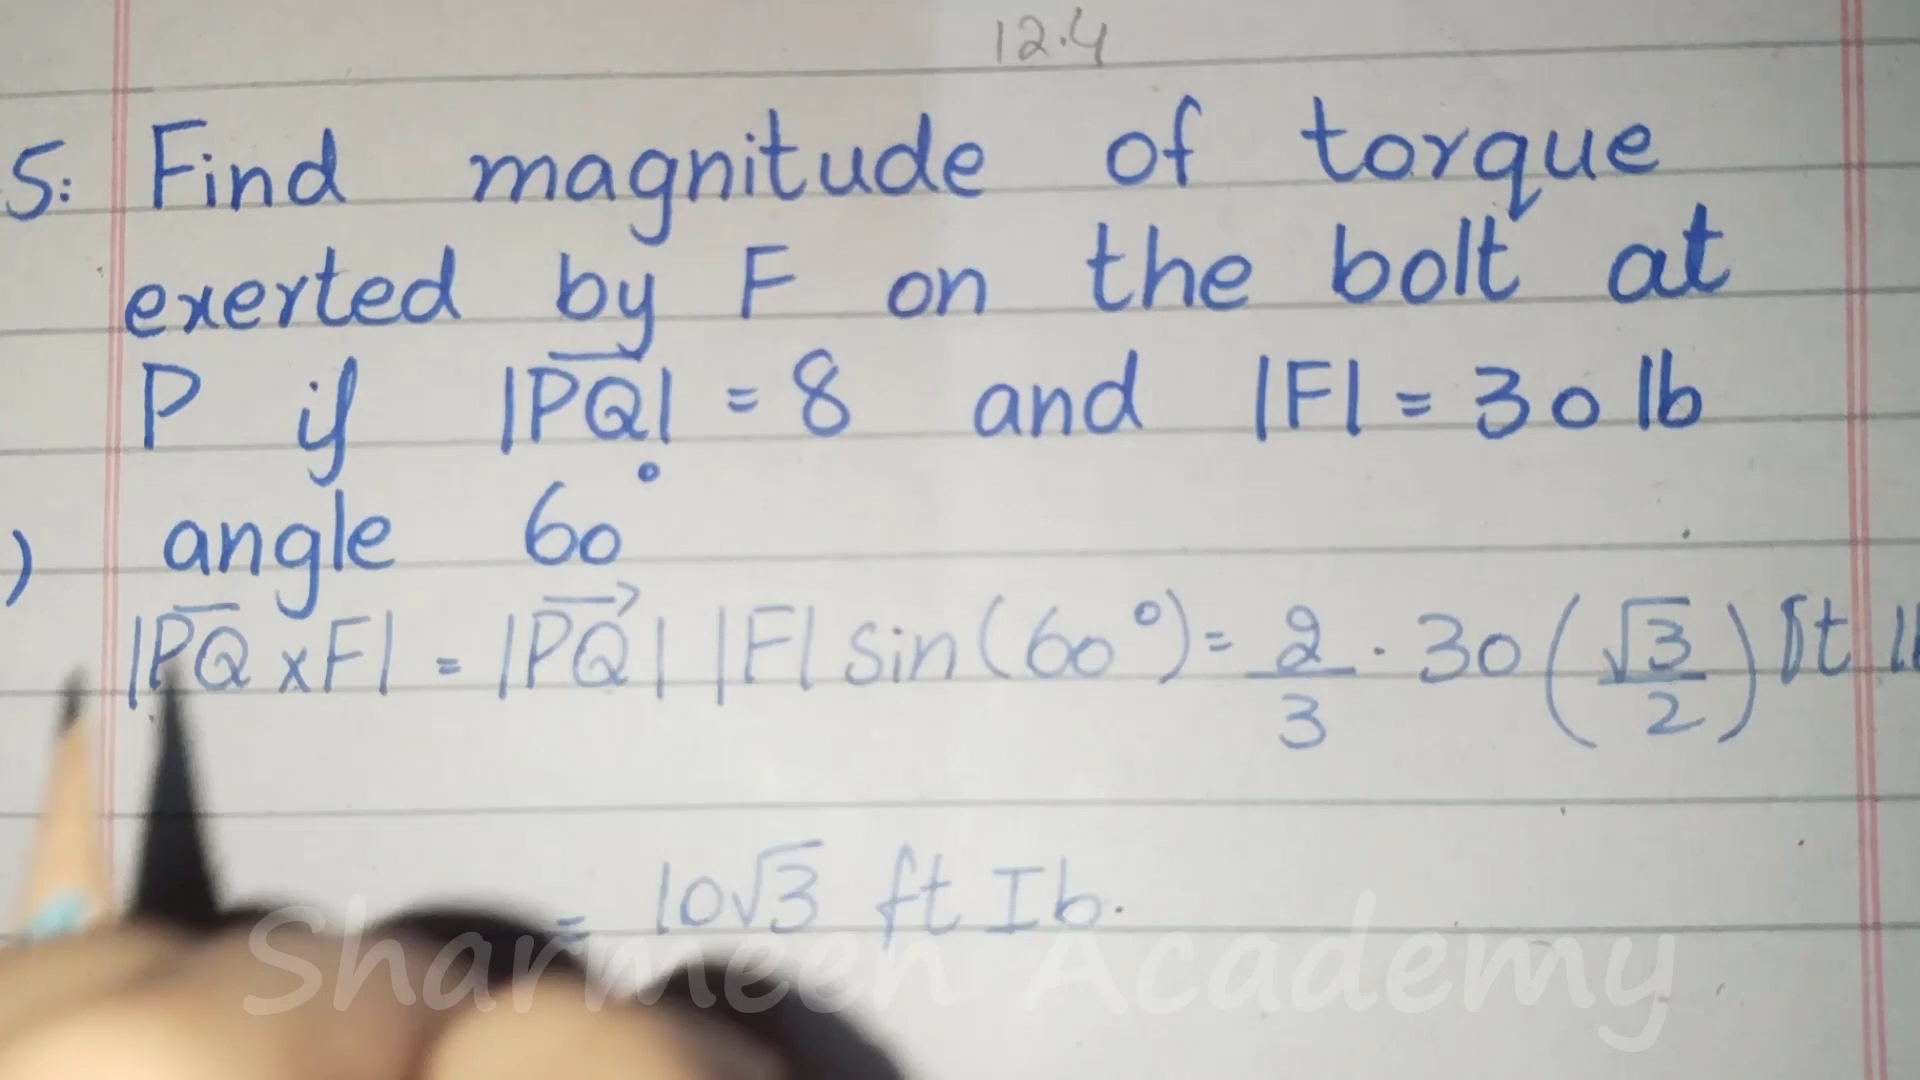 12.4
5: Find magnitude of torque
exerted by F on the bolt at
P if |PQ| = 8 and |F| = 30 lb
) angle 60°
|PQ x F| = |PQ| |F| sin(60°) = 2/3 · 30 (√3/2) ft
= 10√3 ft Ib.
Sharmeen Academy